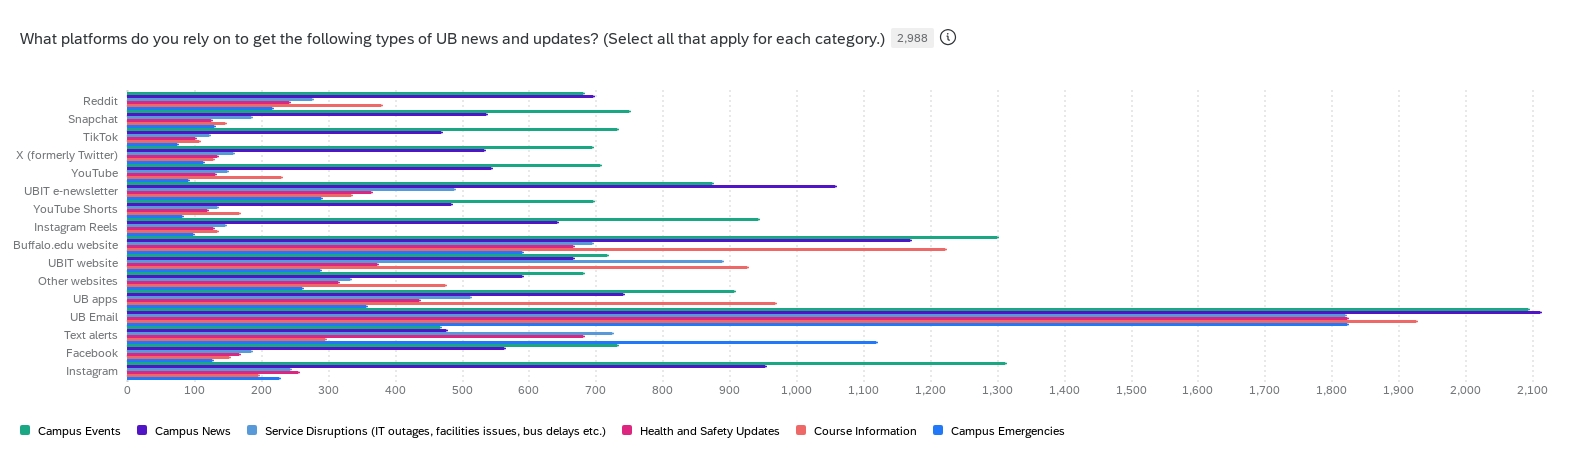 What platforms do you rely on to get the following types of UB news and updates? (Select all that apply for each category.) 2,988
Reddit
Snapchat
TikTok
X (formerly Twitter)
YouTube
UBIT e-newsletter
YouTube Shorts
Instagram Reels
Buffalo.edu website
UBIT website
Other websites
UB apps
UB Email
Text alerts
Facebook
Instagram
0 100 200 300 400 500 600 700 800 900 1,000 1,100 1,200 1,300 1,400 1,500 1,600 1,700 1,800 1,900 2,000 2,100
Campus Events Campus News Service Disruptions (IT outages, facilities issues, bus delays etc.) Health and Safety Updates Course Information Campus Emergencies